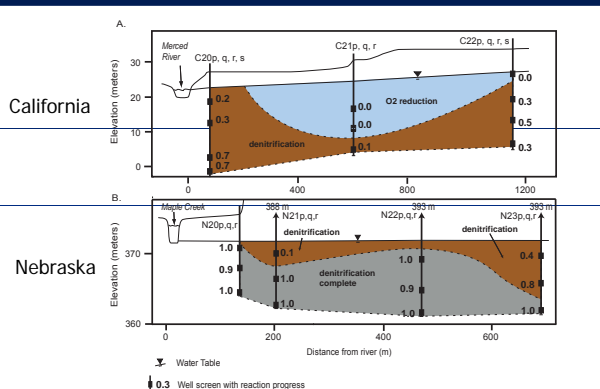 A.
Merced
River
C20p, q, r, s
C21p, q, r
C22p, q, r, s
California
Elevation (meters)
30
20
10
0
0.2
0.3
0.7
0.7
0.0
0.0
0.1
O2 reduction
denitrification
0.0
0.3
0.5
0.3
0
400
800
1200
B.
Maple Creek
388 m
393 m
393 m
N20p,q,r
N21p,q,r
N22p,q,r
N23p,q,r
denitrification
denitrification
Nebraska
Elevation (meters)
370
360
1.0
0.9
1.0
0.1
1.0
1.0
denitrification
complete
1.0
0.9
1.0
0.4
0.8
1.0
0
200
400
600
Distance from river (m)
Water Table
0.3 Well screen with reaction progress